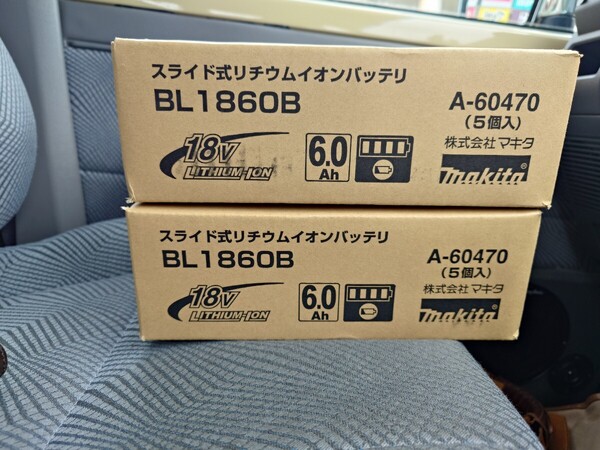 スライド式リチウムイオンバッテリ
BL1860B
A-60470
(5個入)
18V
LITHIUM-ION
6.0
Ah
株式会社マキタ
makita®
スライド式リチウムイオンバッテリ
BL1860B
A-60470
(5個入)
18V
LITHIUM-ION
6.0
Ah
株式会社マキタ
makita